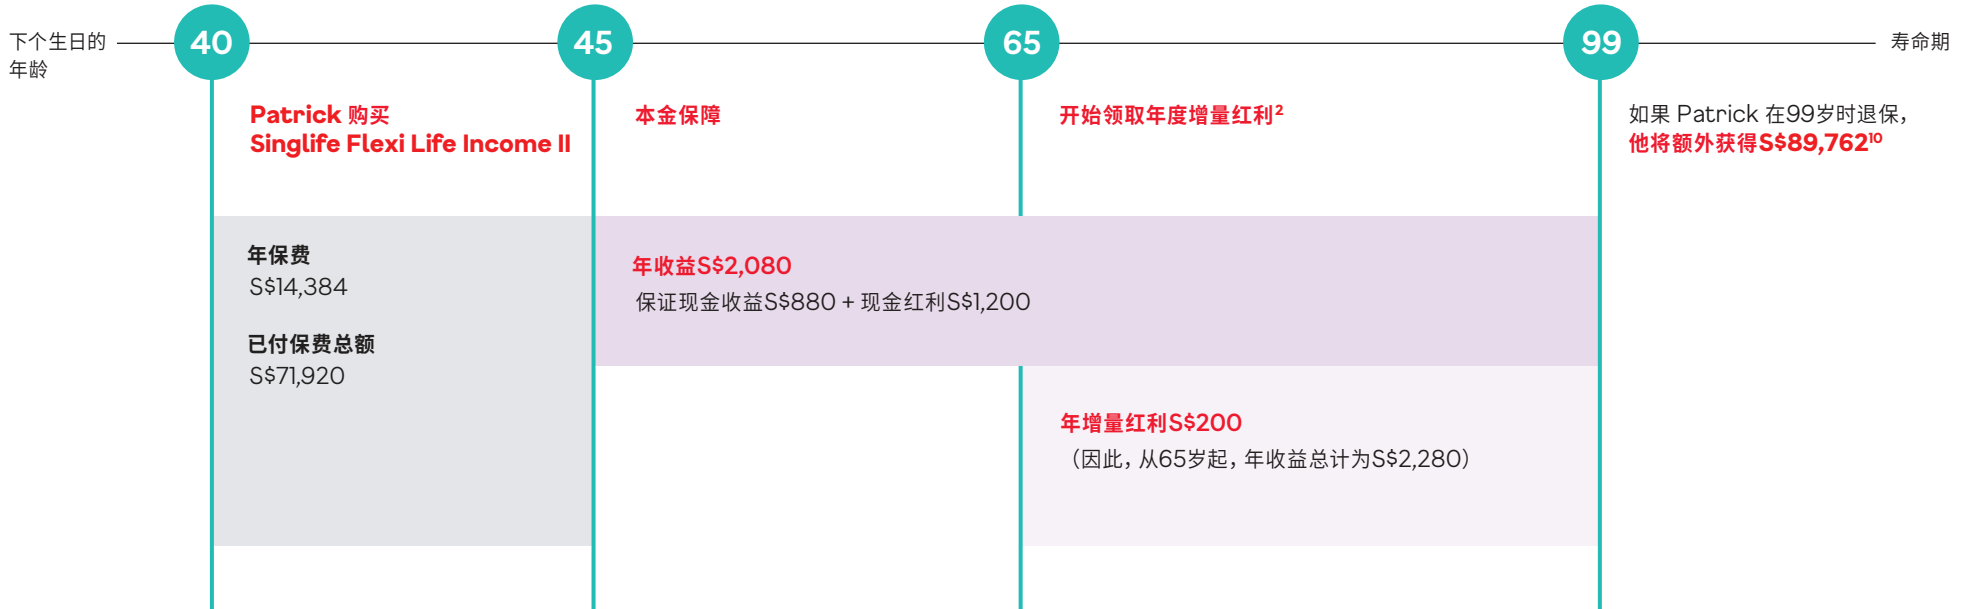 下个生日的
年龄
40
45
65
99
寿命期
Patrick 购买
Singlife Flexi Life Income II
本金保障
开始领取年度增量红利²
如果 Patrick 在99岁时退保，
他将额外获得S$89,762¹⁰
年保费
S$14,384
已付保费总额
S$71,920
年收益S$2,080
保证现金收益S$880 + 现金红利S$1,200
年增量红利S$200
（因此，从65岁起，年收益总计为S$2,280）